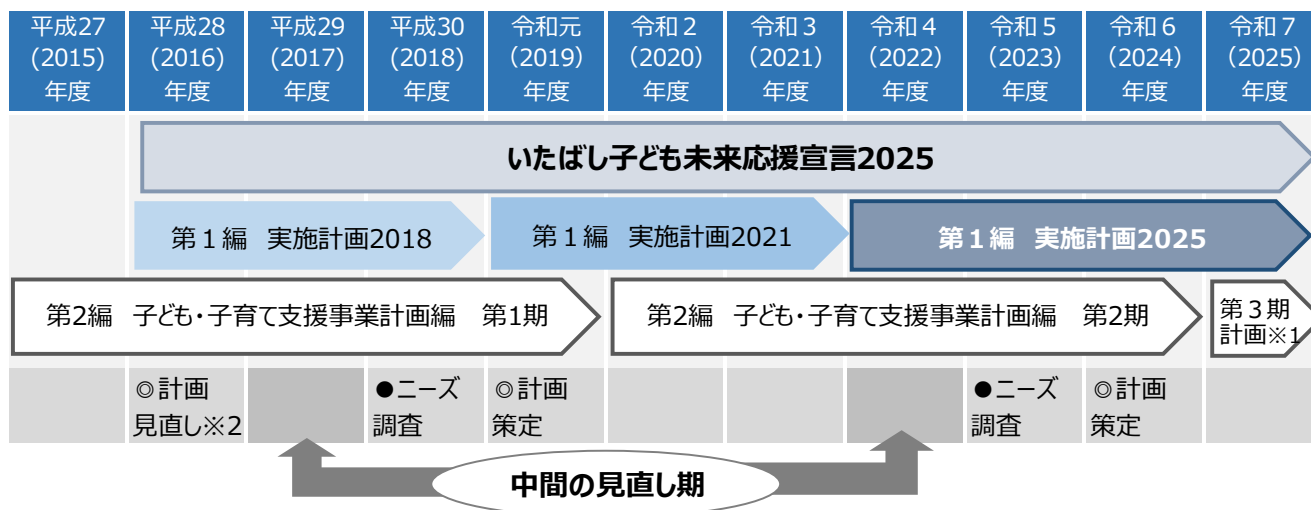 平成27
(2015)
年度
平成28
(2016)
年度
平成29
(2017)
年度
平成30
(2018)
年度
令和元
(2019)
年度
令和2
(2020)
年度
令和3
(2021)
年度
令和4
(2022)
年度
令和5
(2023)
年度
令和6
(2024)
年度
令和7
(2025)
年度
いたばし子ども未来応援宣言2025
第1編 実施計画2018
第1編 実施計画2021
第1編 実施計画2025
第2編 子ども・子育て支援事業計画編 第1期
第2編 子ども・子育て支援事業計画編 第2期
第3期
計画※1
◎計画
見直し※2
●ニーズ
調査
◎計画
策定
●ニーズ
調査
◎計画
策定
中間の見直し期